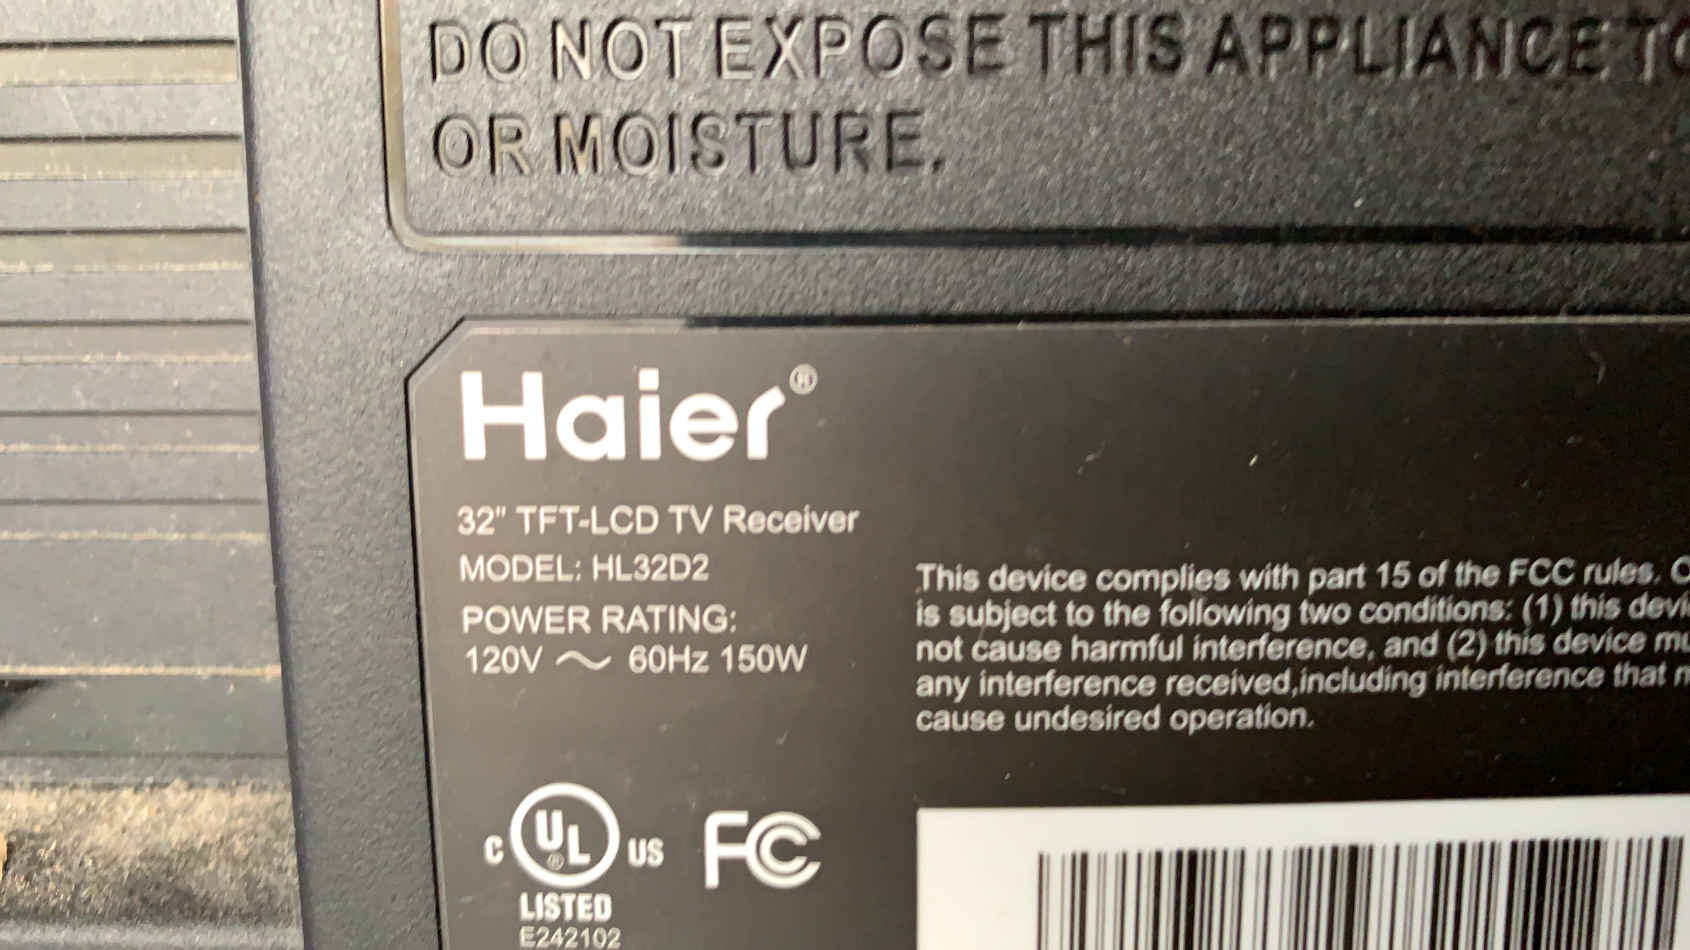 DO NOT EXPOSE THIS APPLIANCE TO
OR MOISTURE.
Haier®
32" TFT-LCD TV Receiver
MODEL: HL32D2
POWER RATING:
120V ~ 60Hz 150W
This device complies with part 15 of the FCC rules.
is subject to the following two conditions: (1) this
not cause harmful interference, and (2) this device
any interference received,including interference that
cause undesired operation.
C UL® US FC
LISTED
E242102